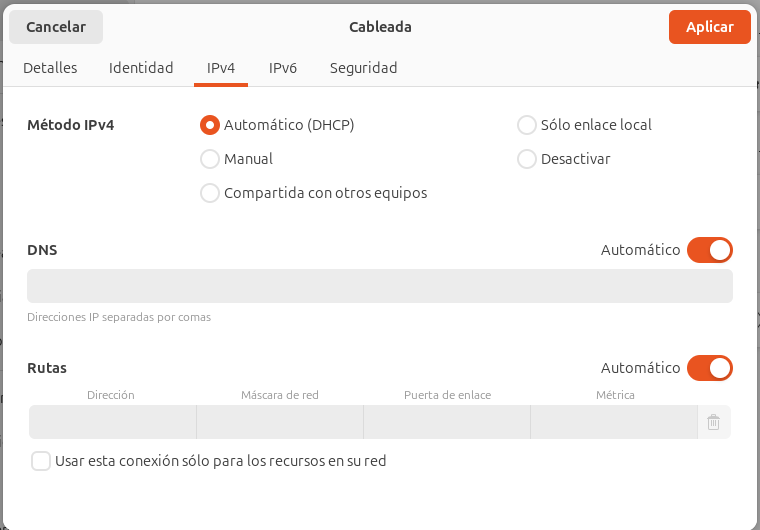 Cancelar Cableada Aplicar
Detalles Identidad IPv4 IPv6 Seguridad
Método IPv4 Automático (DHCP) Sólo enlace local
Manual Desactivar
Compartida con otros equipos
DNS Automático
Direcciones IP separadas por comas
Rutas Automático
Dirección Máscara de red Puerta de enlace Métrica
Usar esta conexión sólo para los recursos en su red